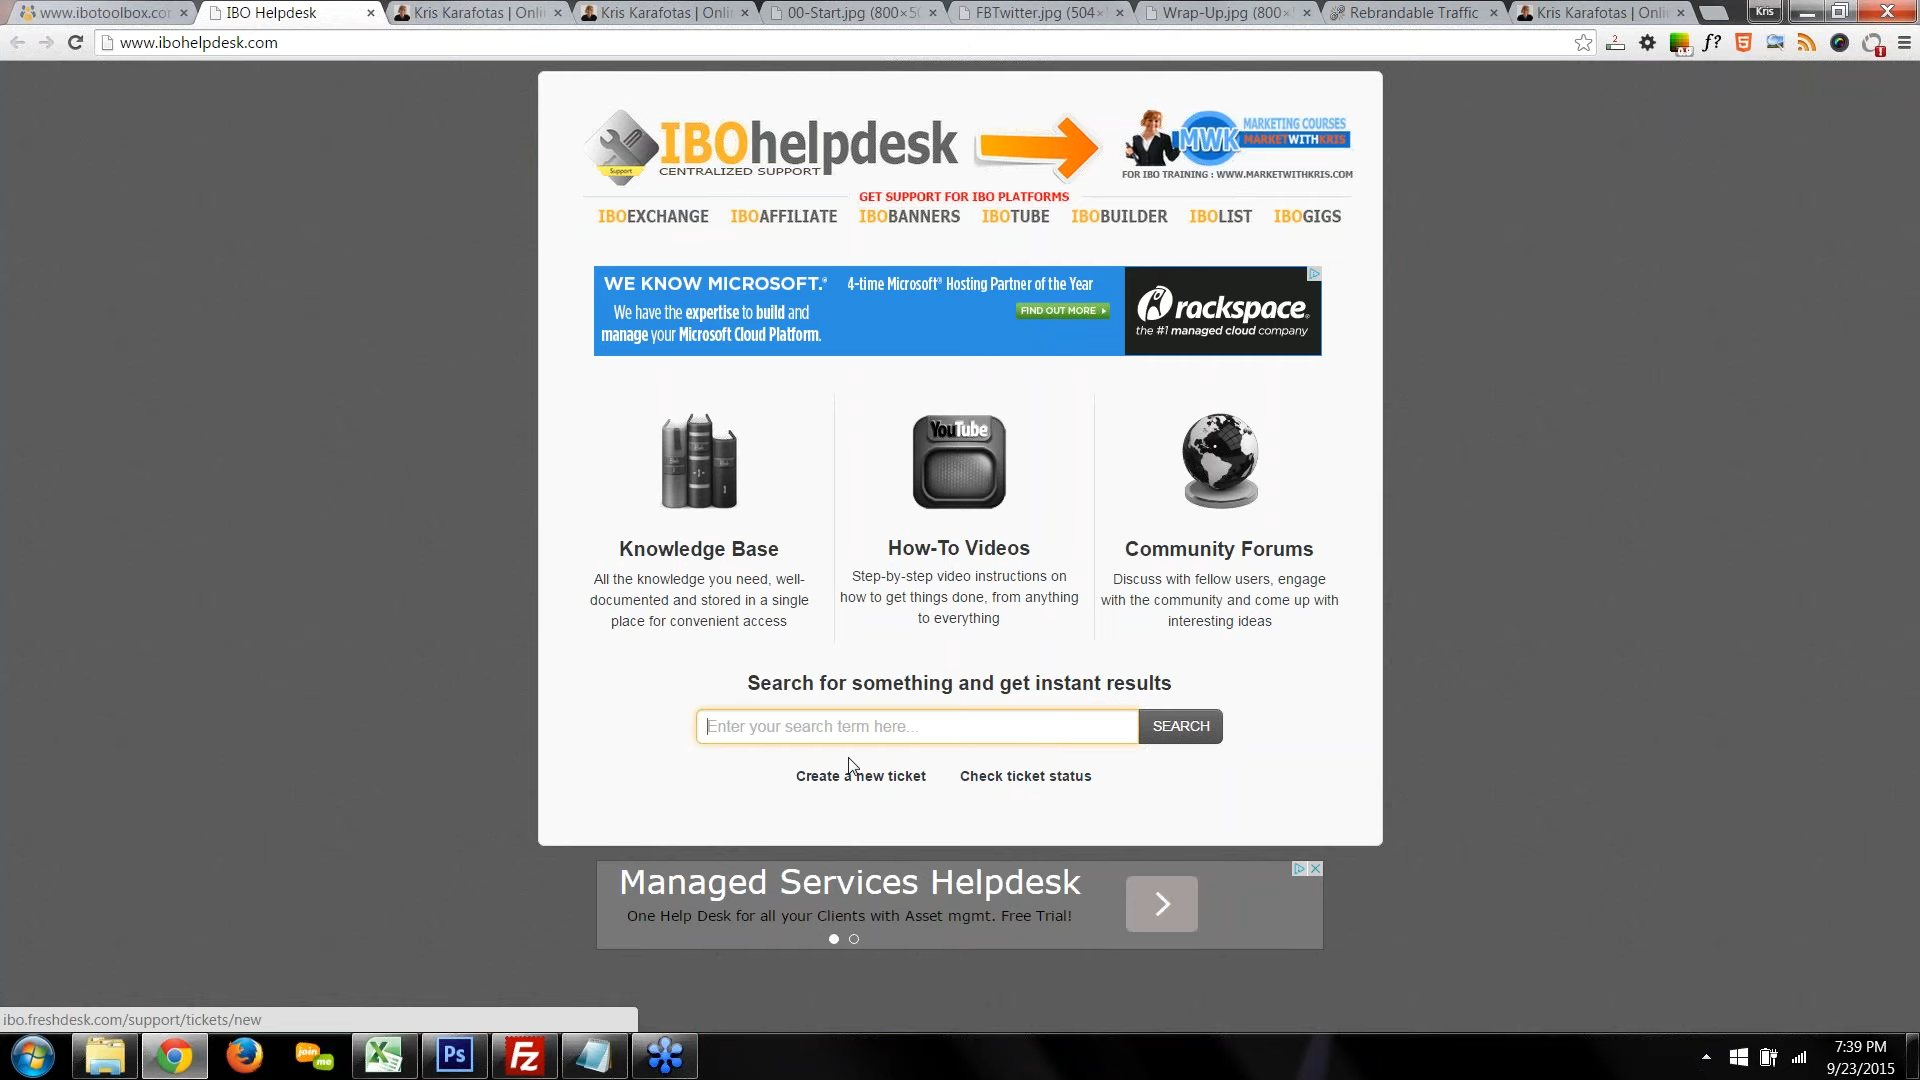 www.ibotoolbox.cor
IBO Helpdesk
Kris Karafotas | Onli
Kris Karafotas | Onli
00-Start.jpg (800×50
FBTwitter.jpg (504×
Wrap-Up.jpg (800×
Rebrandable Traffic
Kris Karafotas | Onli
Kris
www.ibohelpdesk.com
2
f?
5
Support
IBOhelpdesk
CENTRALIZED SUPPORT
MWK
MARKETING COURSES
MARKETWITHKRIS
FOR IBO TRAINING : WWW.MARKETWITHKRIS.COM
GET SUPPORT FOR IBO PLATFORMS
IBOEXCHANGE IBOAFFILIATE IBOBANNERS IBOTUBE IBOBUILDER IBOLIST IBOGIGS
WE KNOW MICROSOFT.®
We have the expertise to build and
manage your Microsoft Cloud Platform.
4-time Microsoft® Hosting Partner of the Year
FIND OUT MORE
rackspace®
the #1 managed cloud company
YouTube
Knowledge Base
All the knowledge you need, well-
documented and stored in a single
place for convenient access
How-To Videos
Step-by-step video instructions on
how to get things done, from anything
to everything
Community Forums
Discuss with fellow users, engage
with the community and come up with
interesting ideas
Search for something and get instant results
Enter your search term here...
SEARCH
Create a new ticket
Check ticket status
Managed Services Helpdesk
One Help Desk for all your Clients with Asset mgmt. Free Trial!
ibo.freshdesk.com/support/tickets/new
join
me
Ps
Fz
7:39 PM
9/23/2015